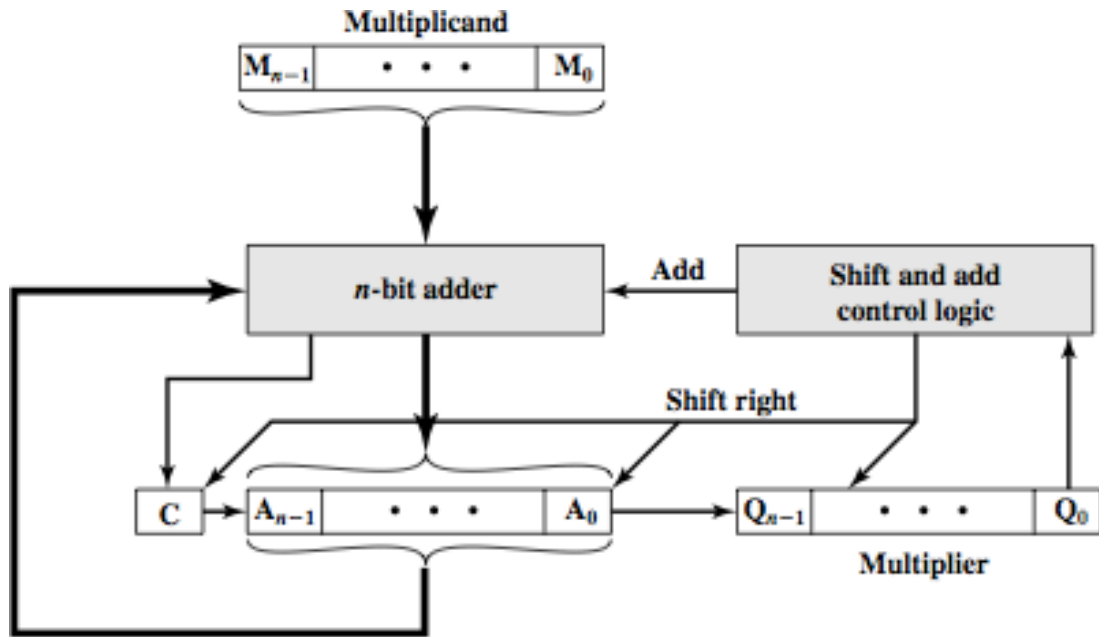 Multiplicand
Mn−1 • • • M0
n-bit adder
Add
Shift and add
control logic
Shift right
C
An−1 • • • A0
Qn−1 • • • Q0
Multiplier